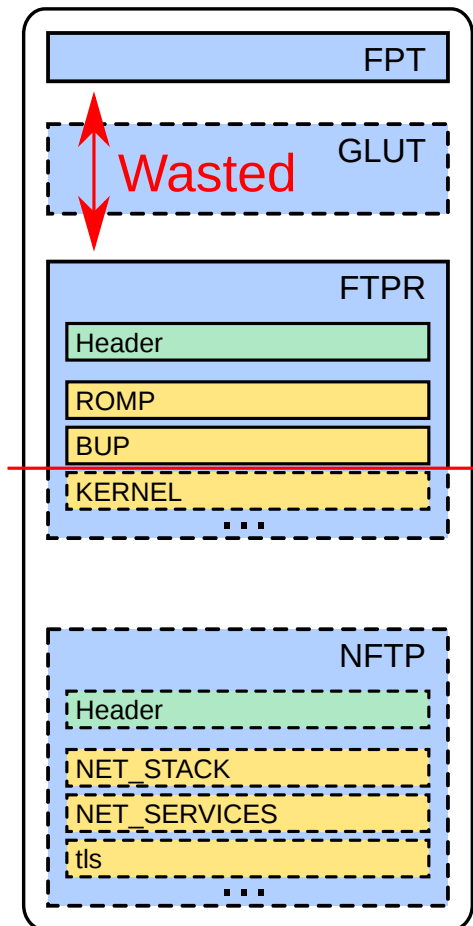 FPT
GLUT
Wasted
FTPR
Header
ROMP
BUP
KERNEL
...
NFTP
Header
NET_STACK
NET_SERVICES
tls
...